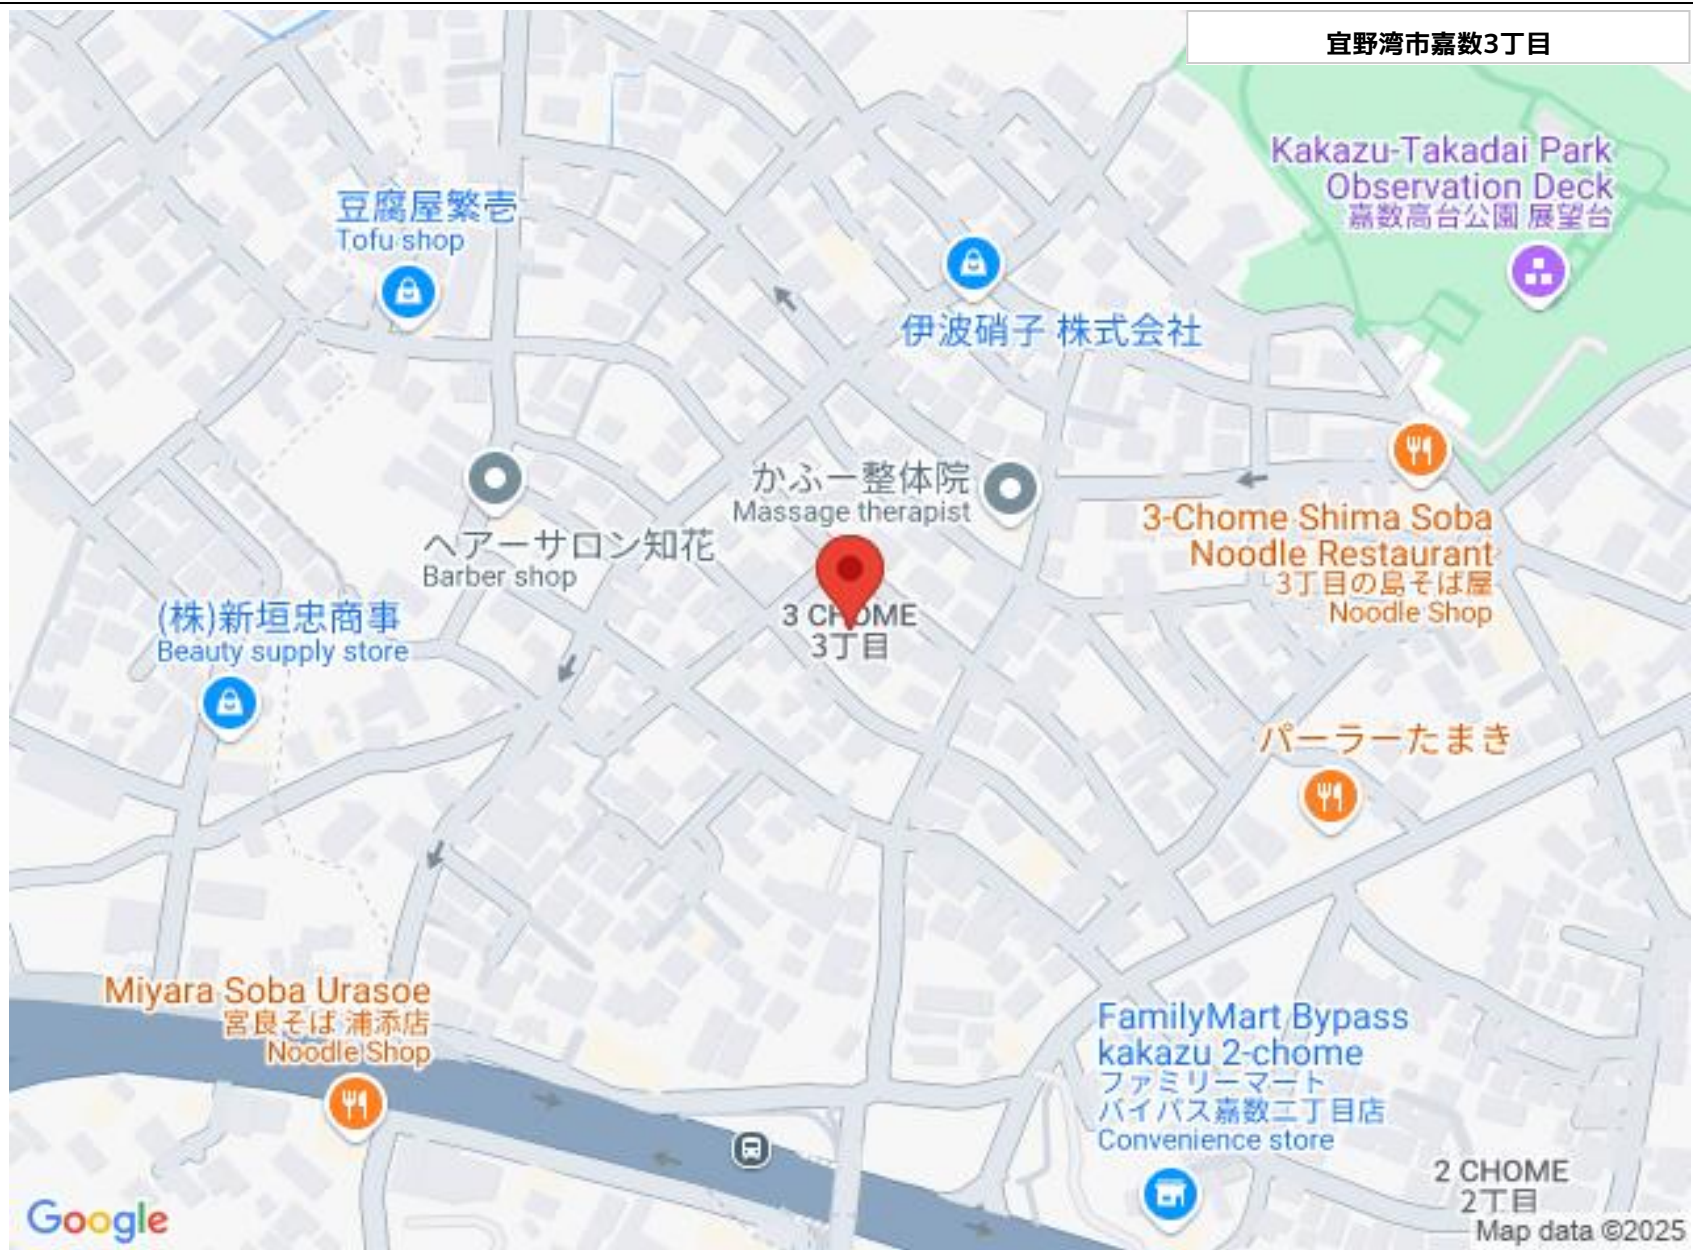 宜野湾市嘉数3丁目
Kakazu-Takadai Park
Observation Deck
嘉数高台公園 展望台
豆腐屋繁壱
Tofu shop
伊波硝子 株式会社
かふー整体院
Massage therapist
3-Chome Shima Soba
Noodle Restaurant
3丁目の島そば屋
Noodle Shop
ヘアーサロン知花
Barber shop
3 CHOME
3丁目
(株)新垣忠商事
Beauty supply store
パーラーたまき
Miyara Soba Urasoe
宮良そば 浦添店
Noodle Shop
FamilyMart Bypass
kakazu 2-chome
ファミリーマート
バイパス嘉数二丁目店
Convenience store
2 CHOME
2丁目
Google
Map data ©2025